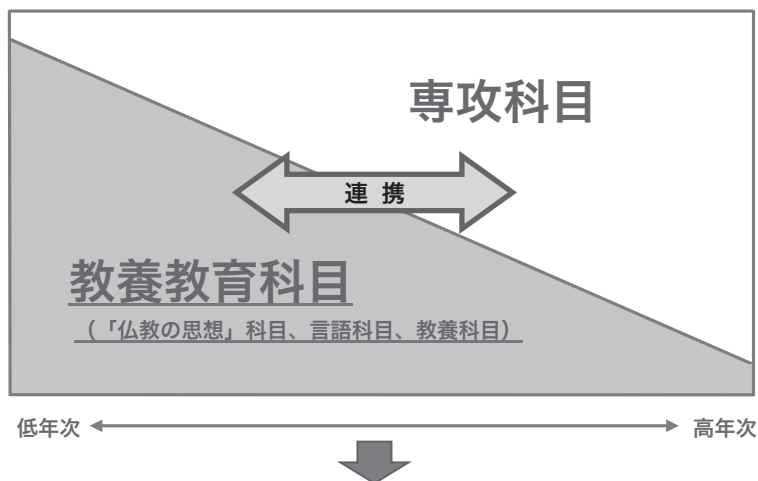 専攻科目
連 携
教養教育科目
（「仏教の思想」科目、言語科目、教養科目）
低年次
高年次